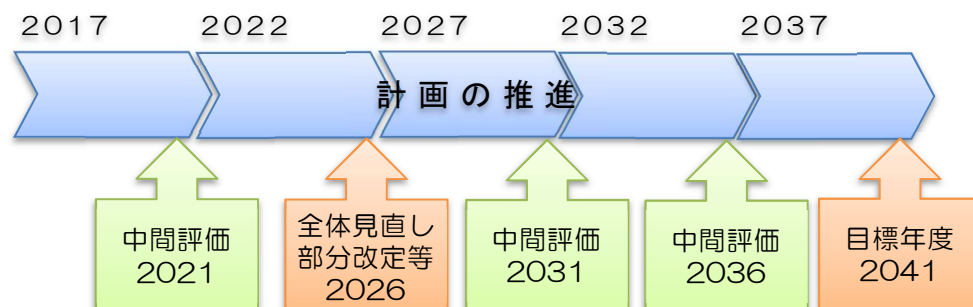 ２０１７ ２０２２ ２０２７ ２０３２ ２０３７
計画の推進
中間評価
２０２１
全体見直し
部分改定等
２０２６
中間評価
２０３１
中間評価
２０３６
目標年度
２０４１